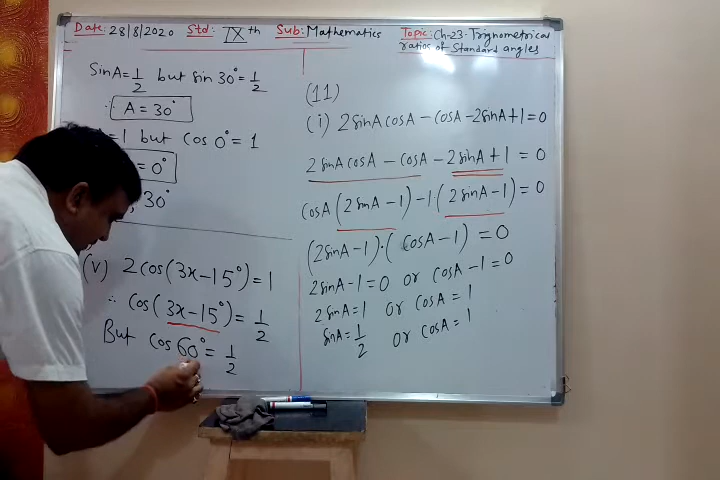 Date: 28/8/2020 Std: IXth Sub: Mathematics Topic: Ch-23-Trignometrical
ratios of Standard angles
SinA = 1/2 but Sin 30° = 1/2
∴ A = 30°
= 1 but Cos 0° = 1
= 0°
30°
(V) 2 cos(3x-15°) = 1
∴ cos(3x-15°) = 1/2
But cos 60° = 1/2
(11)
(i) 2 sinA cosA - cosA - 2 sinA + 1 = 0
2 sinA cosA - cosA - 2 sinA + 1 = 0
cosA (2 sinA - 1) - 1 (2 sinA - 1) = 0
(2 sinA - 1)·(cosA - 1) = 0
2 sinA - 1 = 0 or cosA - 1 = 0
2 sinA = 1 or cosA = 1
sinA = 1/2 or cosA = 1